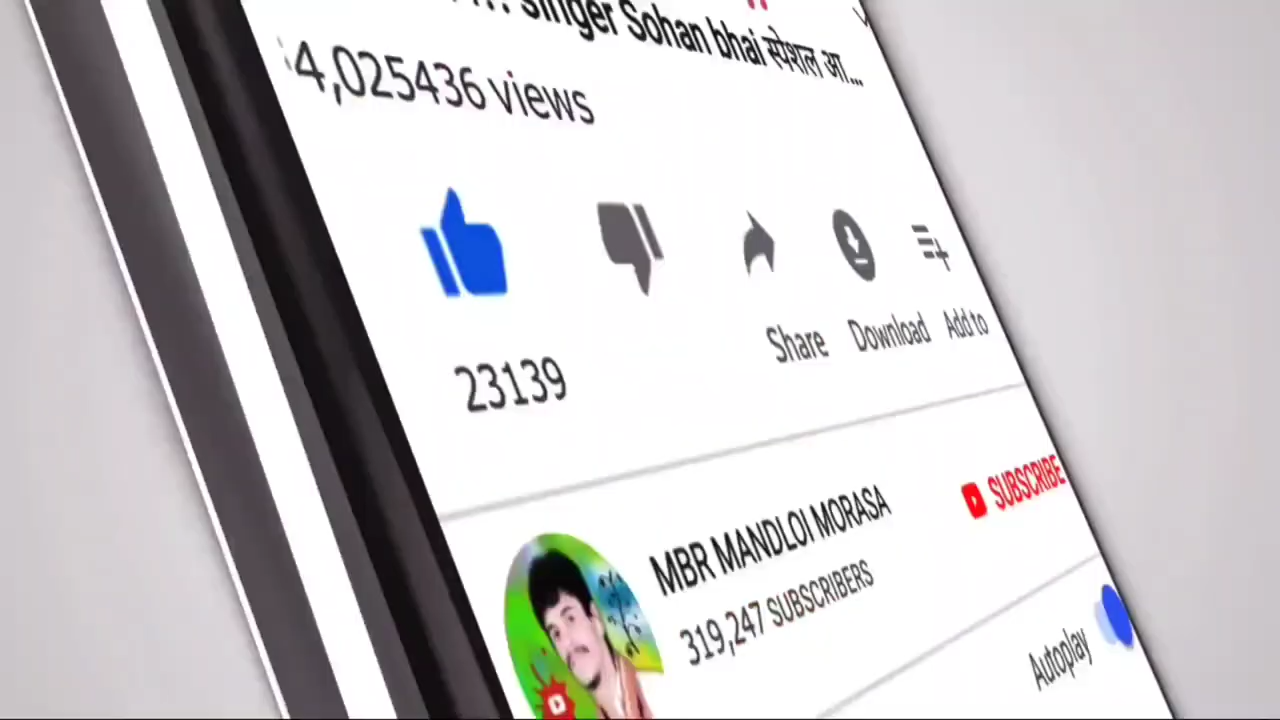 Singer Sohan bhai स्पेशल आ...
4,025436 views
23139
Share Download Add to
MBR MANDLOI MORASA
SUBSCRIBE
319,247 SUBSCRIBERS
Autoplay